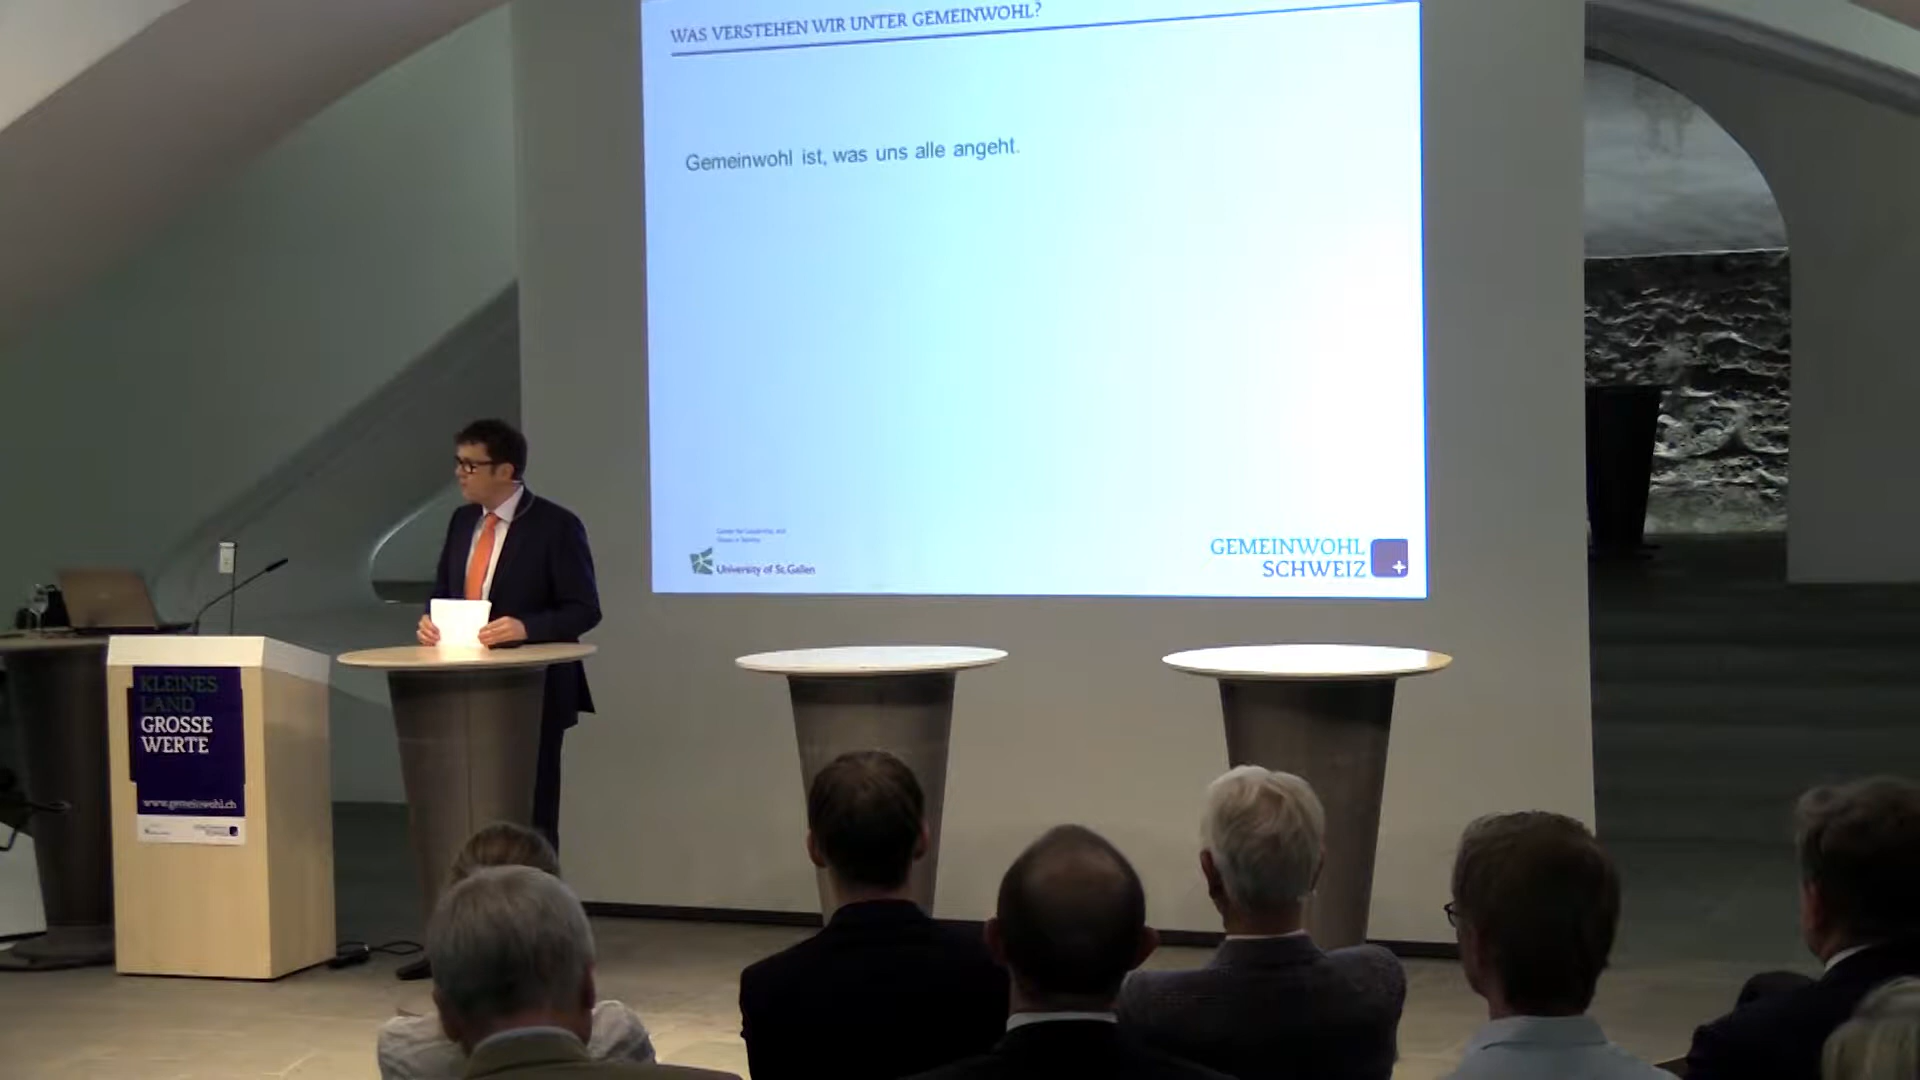 WAS VERSTEHEN WIR UNTER GEMEINWOHL?
Gemeinwohl ist, was uns alle angeht.
University of St.Gallen
GEMEINWOHL
SCHWEIZ
KLEINES
LAND
GROSSE
WERTE
www.gemeinwohl.ch